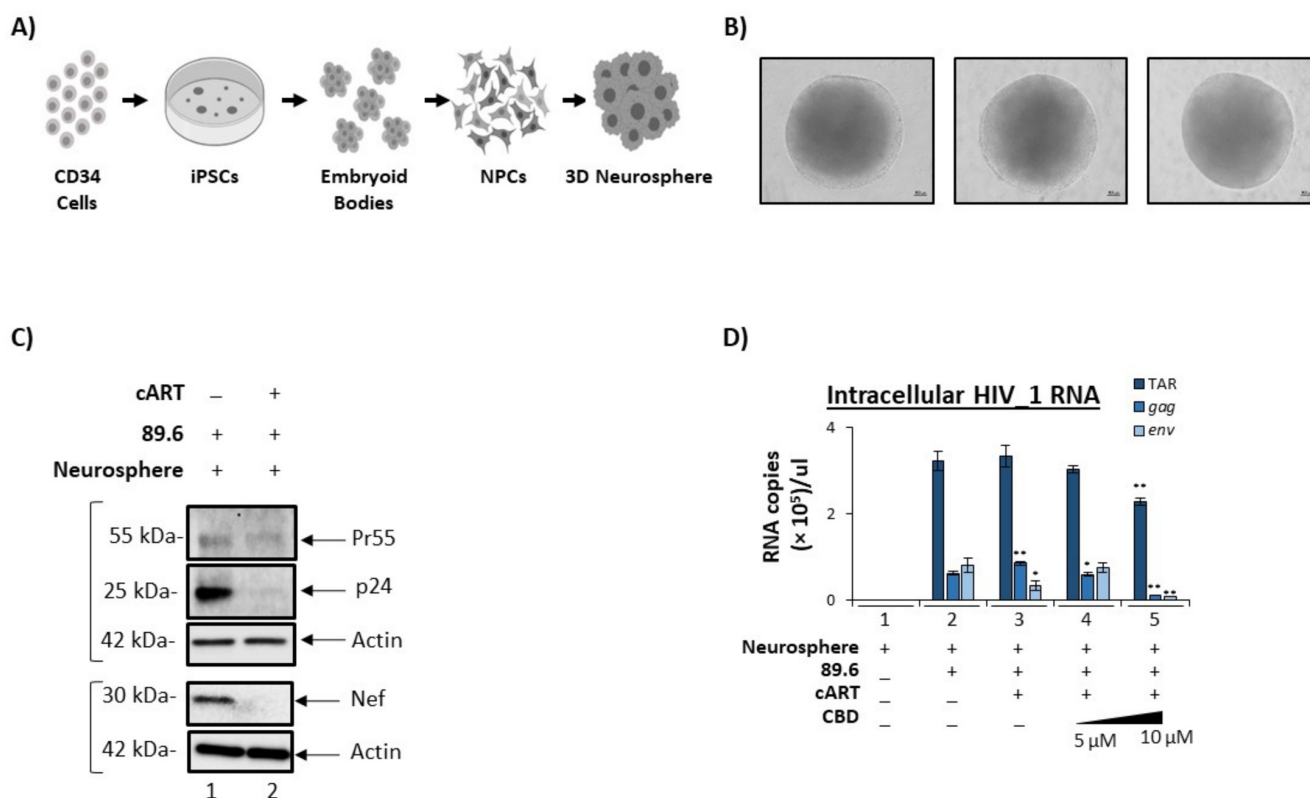 A)
CD34
Cells
iPSCs
Embryoid
Bodies
NPCs
3D Neurosphere
B)
C)
cART – +
89.6 + +
Neurosphere + +
55 kDa- Pr55
25 kDa- p24
42 kDa- Actin
30 kDa- Nef
42 kDa- Actin
1 2
D)
Intracellular HIV_1 RNA
TAR
gag
env
RNA copies
(× 10⁵)/ul
4
2
0
** * * ** ** **
1 2 3 4 5
Neurosphere + + + + +
89.6 _ + + + +
cART _ _ + + +
CBD _ _ _
5 µM 10 µM